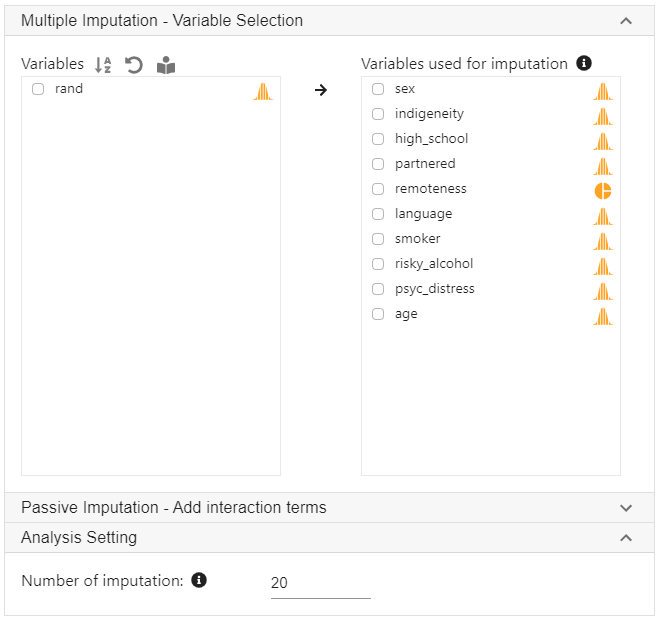 Multiple Imputation - Variable Selection
Variables
Variables used for imputation
rand
sex
indigeneity
high_school
partnered
remoteness
language
smoker
risky_alcohol
psyc_distress
age
Passive Imputation - Add interaction terms
Analysis Setting
Number of imputation: 20